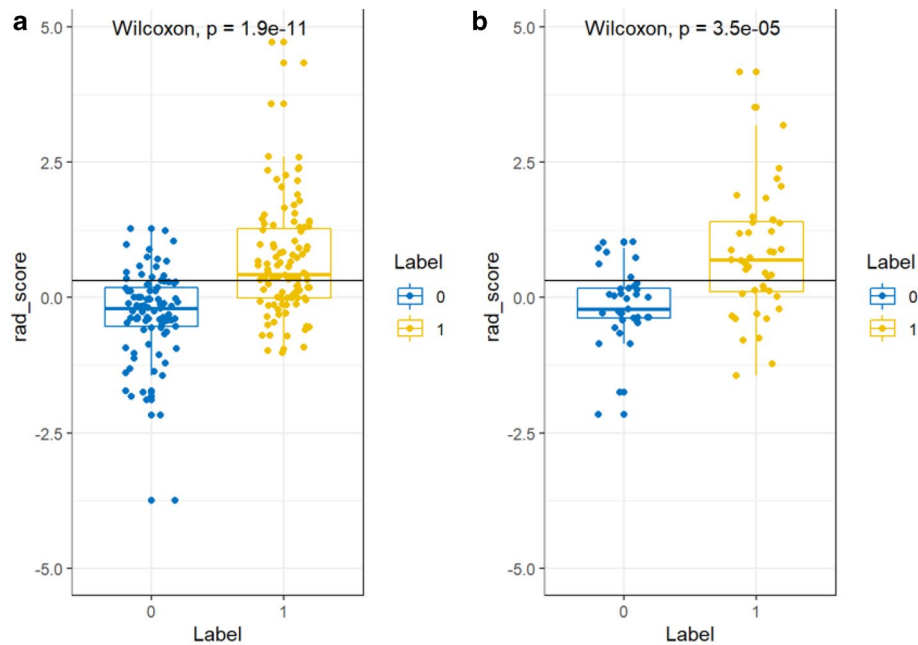 a
Wilcoxon, p = 1.9e-11
5.0
2.5
0.0
-2.5
-5.0
rad_score
0
1
Label
Label
0
1
b
Wilcoxon, p = 3.5e-05
5.0
2.5
0.0
-2.5
-5.0
rad_score
0
1
Label
Label
0
1